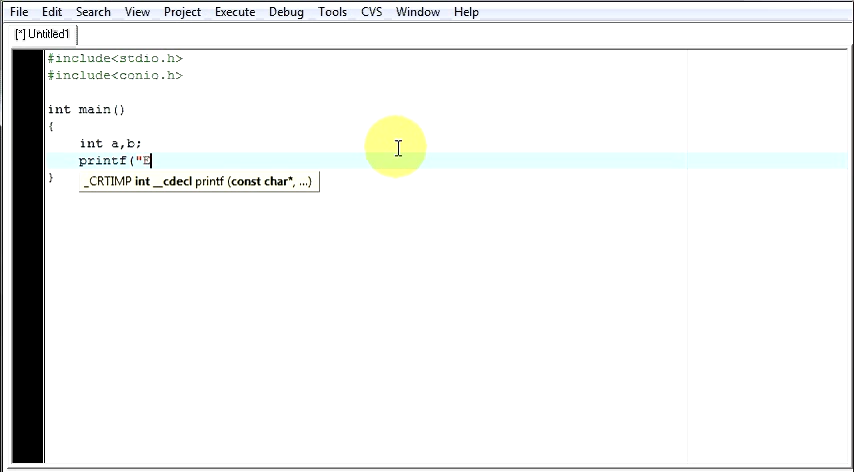 File Edit Search View Project Execute Debug Tools CVS Window Help
[*] Untitled1
#include<stdio.h>
#include<conio.h>
int main()
{
int a,b;
printf("E
}
_CRTIMP int __cdecl printf (const char*, ...)